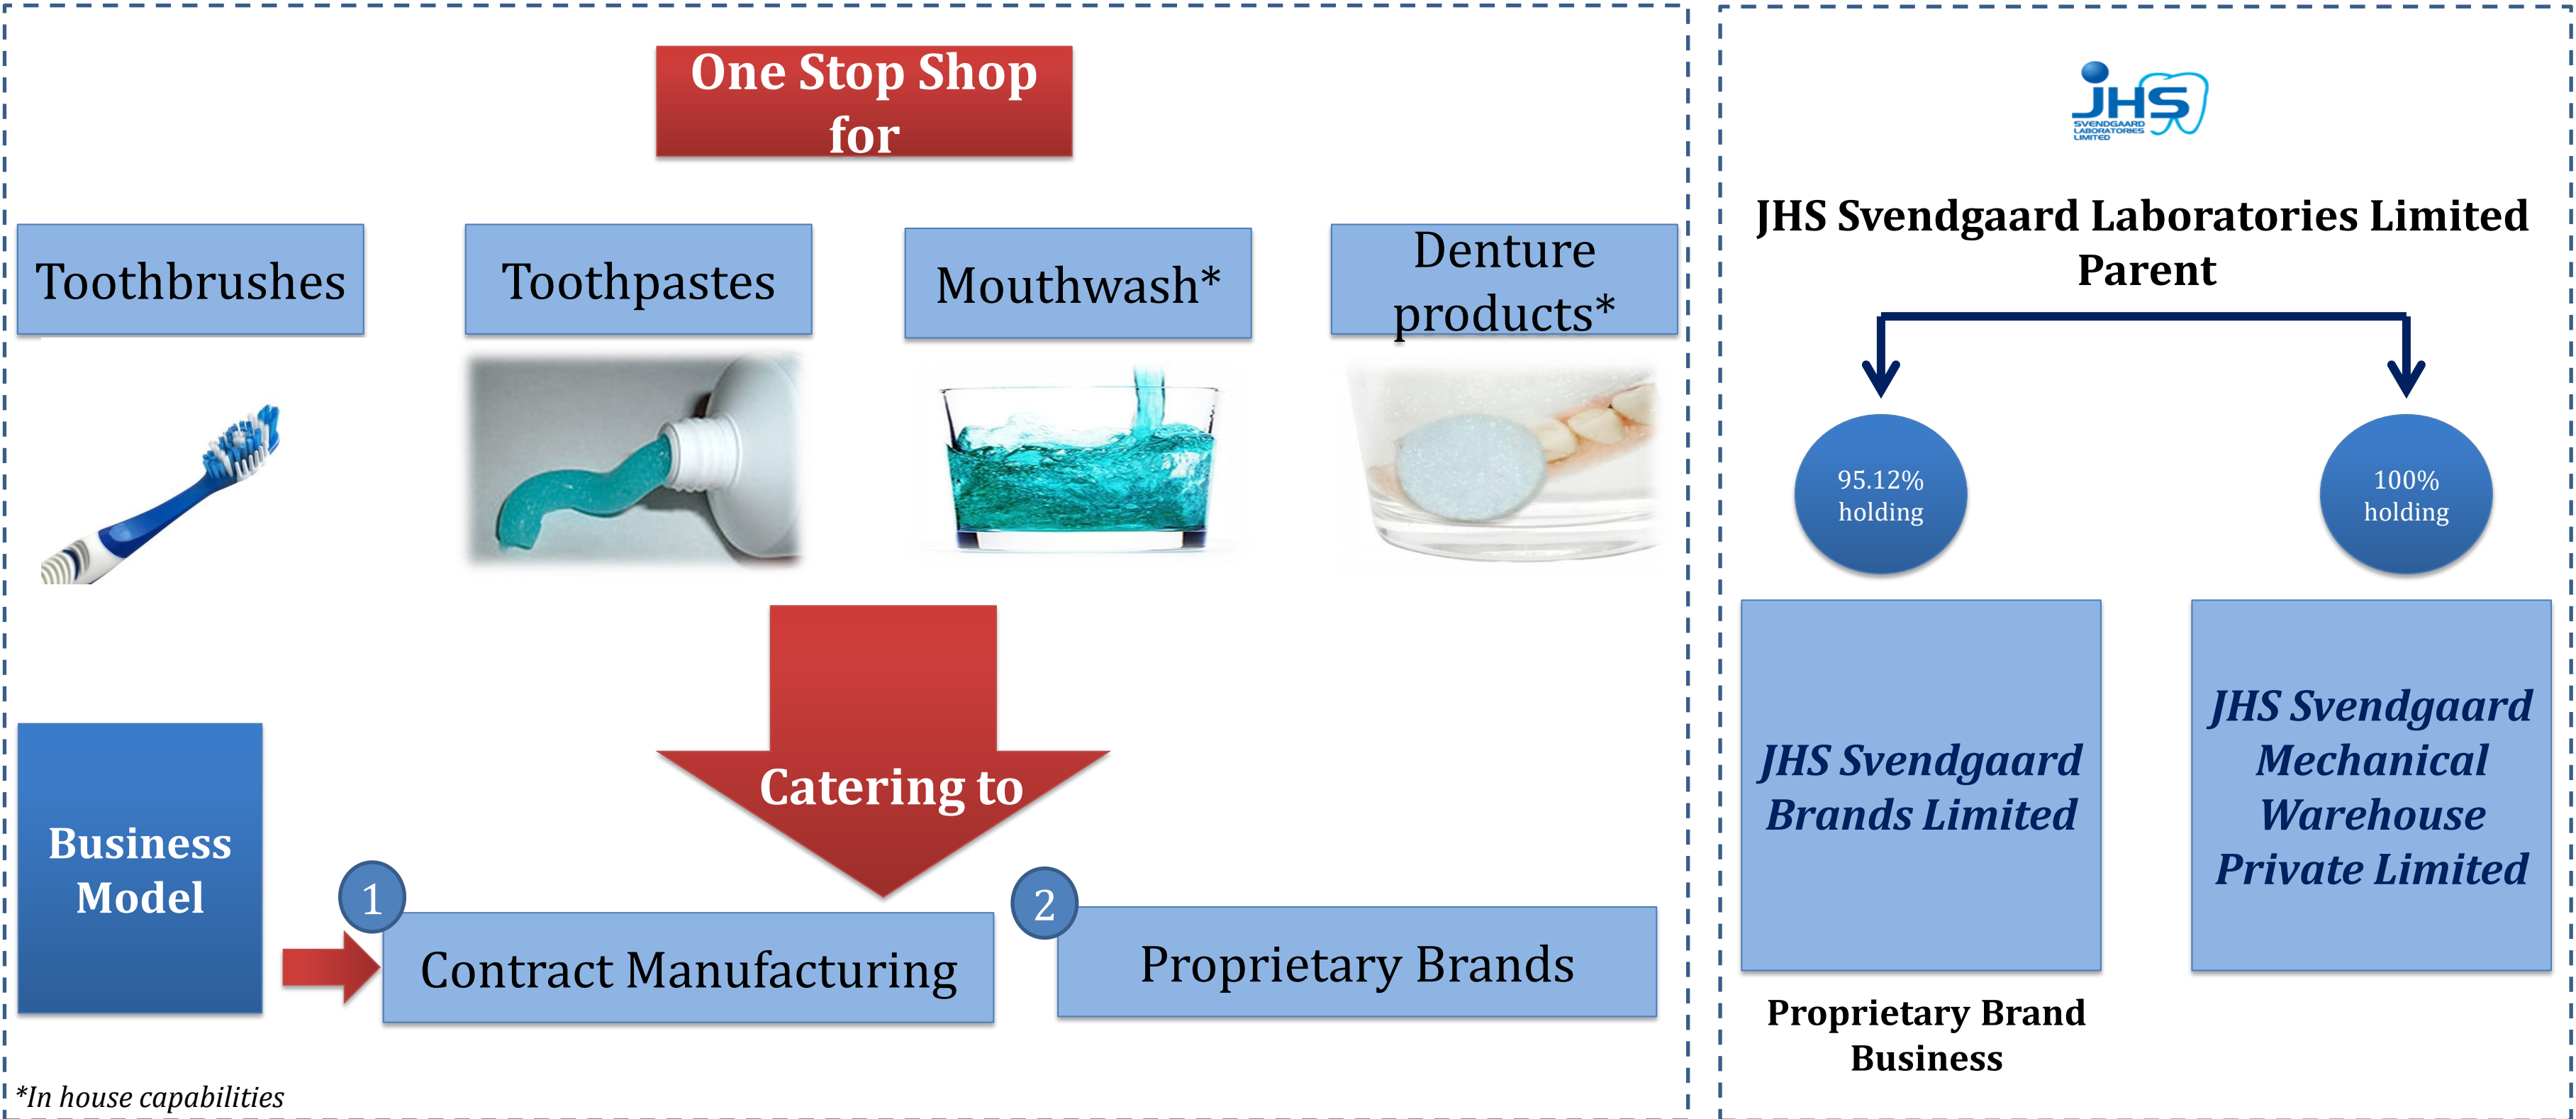 One Stop Shop
for
Toothbrushes
Toothpastes
Mouthwash*
Denture
products*
Catering to
Business
Model
1
Contract Manufacturing
2
Proprietary Brands
*In house capabilities
JHS
SVENDGAARD
LABORATORIES
LIMITED
JHS Svendgaard Laboratories Limited
Parent
95.12%
holding
100%
holding
JHS Svendgaard
Brands Limited
JHS Svendgaard
Mechanical
Warehouse
Private Limited
Proprietary Brand
Business